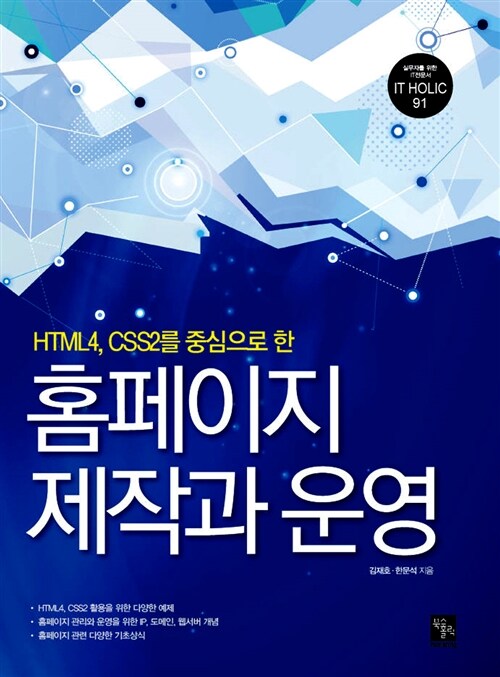 실무자를 위한
IT전문서
IT HOLIC
91
HTML4, CSS2를 중심으로 한
홈페이지
제작과 운영
김재호 · 한문석 지음
• HTML4, CSS2 활용을 위한 다양한 예제
• 홈페이지 관리와 운영을 위한 IP, 도메인, 웹서버 개념
• 홈페이지 관련 다양한 기초상식
북스홀릭